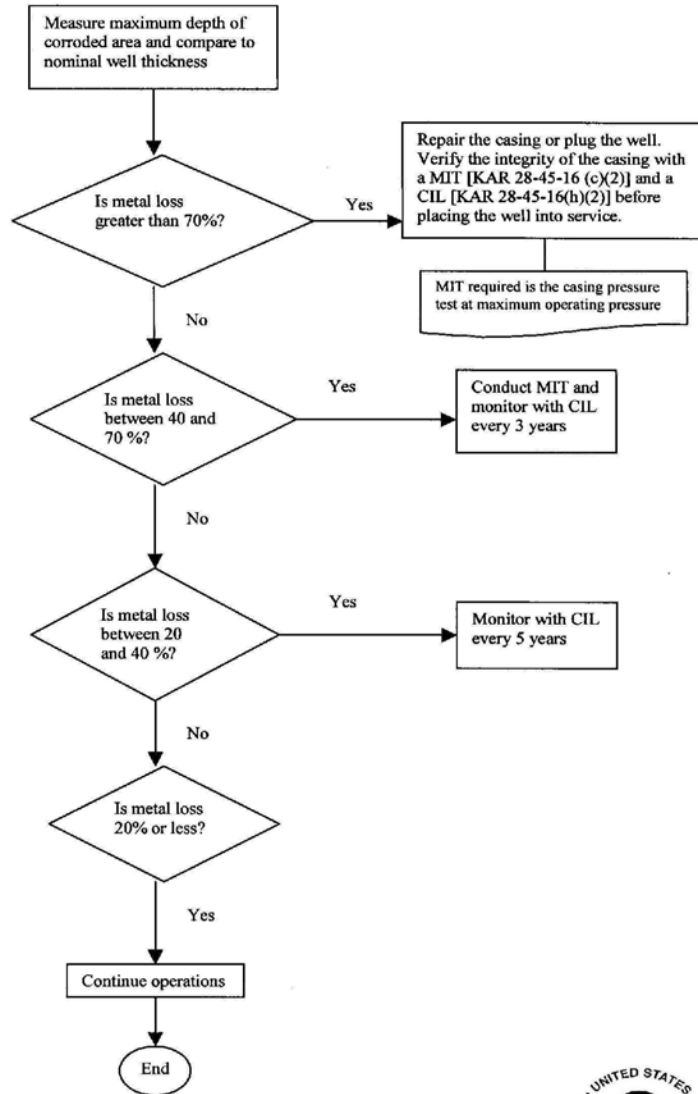 Measure maximum depth of
corroded area and compare to
nominal well thickness
Is metal loss
greater than 70%?
Yes
Repair the casing or plug the well.
Verify the integrity of the casing with
a MIT [KAR 28-45-16 (c)(2)] and a
CIL [KAR 28-45-16(h)(2)] before
placing the well into service.
MIT required is the casing pressure
test at maximum operating pressure
No
Is metal loss
between 40 and
70 %?
Yes
Conduct MIT and
monitor with CIL
every 3 years
No
Is metal loss
between 20
and 40 %?
Yes
Monitor with CIL
every 5 years
No
Is metal loss
20% or less?
Yes
Continue operations
End
UNITED STATES